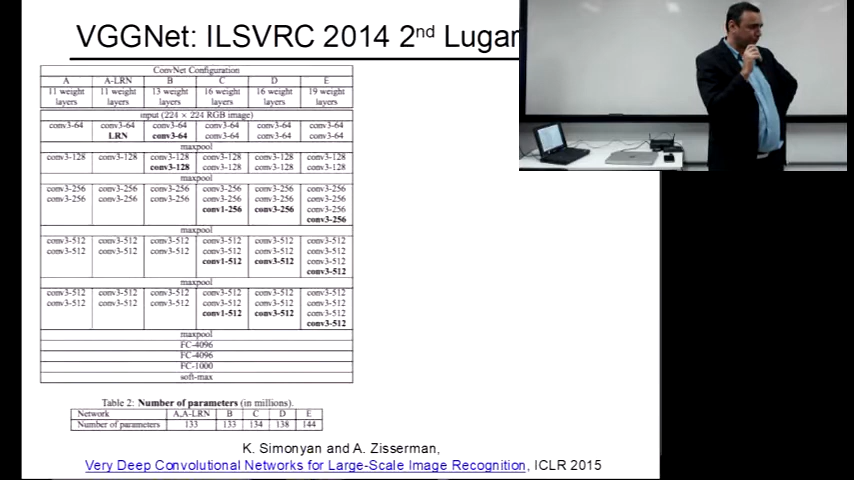 VGGNet: ILSVRC 2014 2nd Lugar
ConvNet Configuration
A A-LRN B C D E
11 weight layers 11 weight layers 13 weight layers 16 weight layers 16 weight layers 19 weight layers
input (224 × 224 RGB image)
conv3-64 conv3-64 conv3-64 conv3-64 conv3-64 conv3-64
LRN conv3-64 conv3-64 conv3-64 conv3-64
maxpool
conv3-128 conv3-128 conv3-128 conv3-128 conv3-128 conv3-128
conv3-128 conv3-128 conv3-128 conv3-128
maxpool
conv3-256 conv3-256 conv3-256 conv3-256 conv3-256 conv3-256
conv3-256 conv3-256 conv3-256 conv3-256 conv3-256 conv3-256
conv1-256 conv3-256 conv3-256
conv3-256
maxpool
conv3-512 conv3-512 conv3-512 conv3-512 conv3-512 conv3-512
conv3-512 conv3-512 conv3-512 conv3-512 conv3-512 conv3-512
conv1-512 conv3-512 conv3-512
conv3-512
maxpool
conv3-512 conv3-512 conv3-512 conv3-512 conv3-512 conv3-512
conv3-512 conv3-512 conv3-512 conv3-512 conv3-512 conv3-512
conv1-512 conv3-512 conv3-512
conv3-512
maxpool
FC-4096
FC-4096
FC-1000
soft-max
Table 2: Number of parameters (in millions).
Network A,A-LRN B C D E
Number of parameters 133 133 134 138 144
K. Simonyan and A. Zisserman,
Very Deep Convolutional Networks for Large-Scale Image Recognition, ICLR 2015